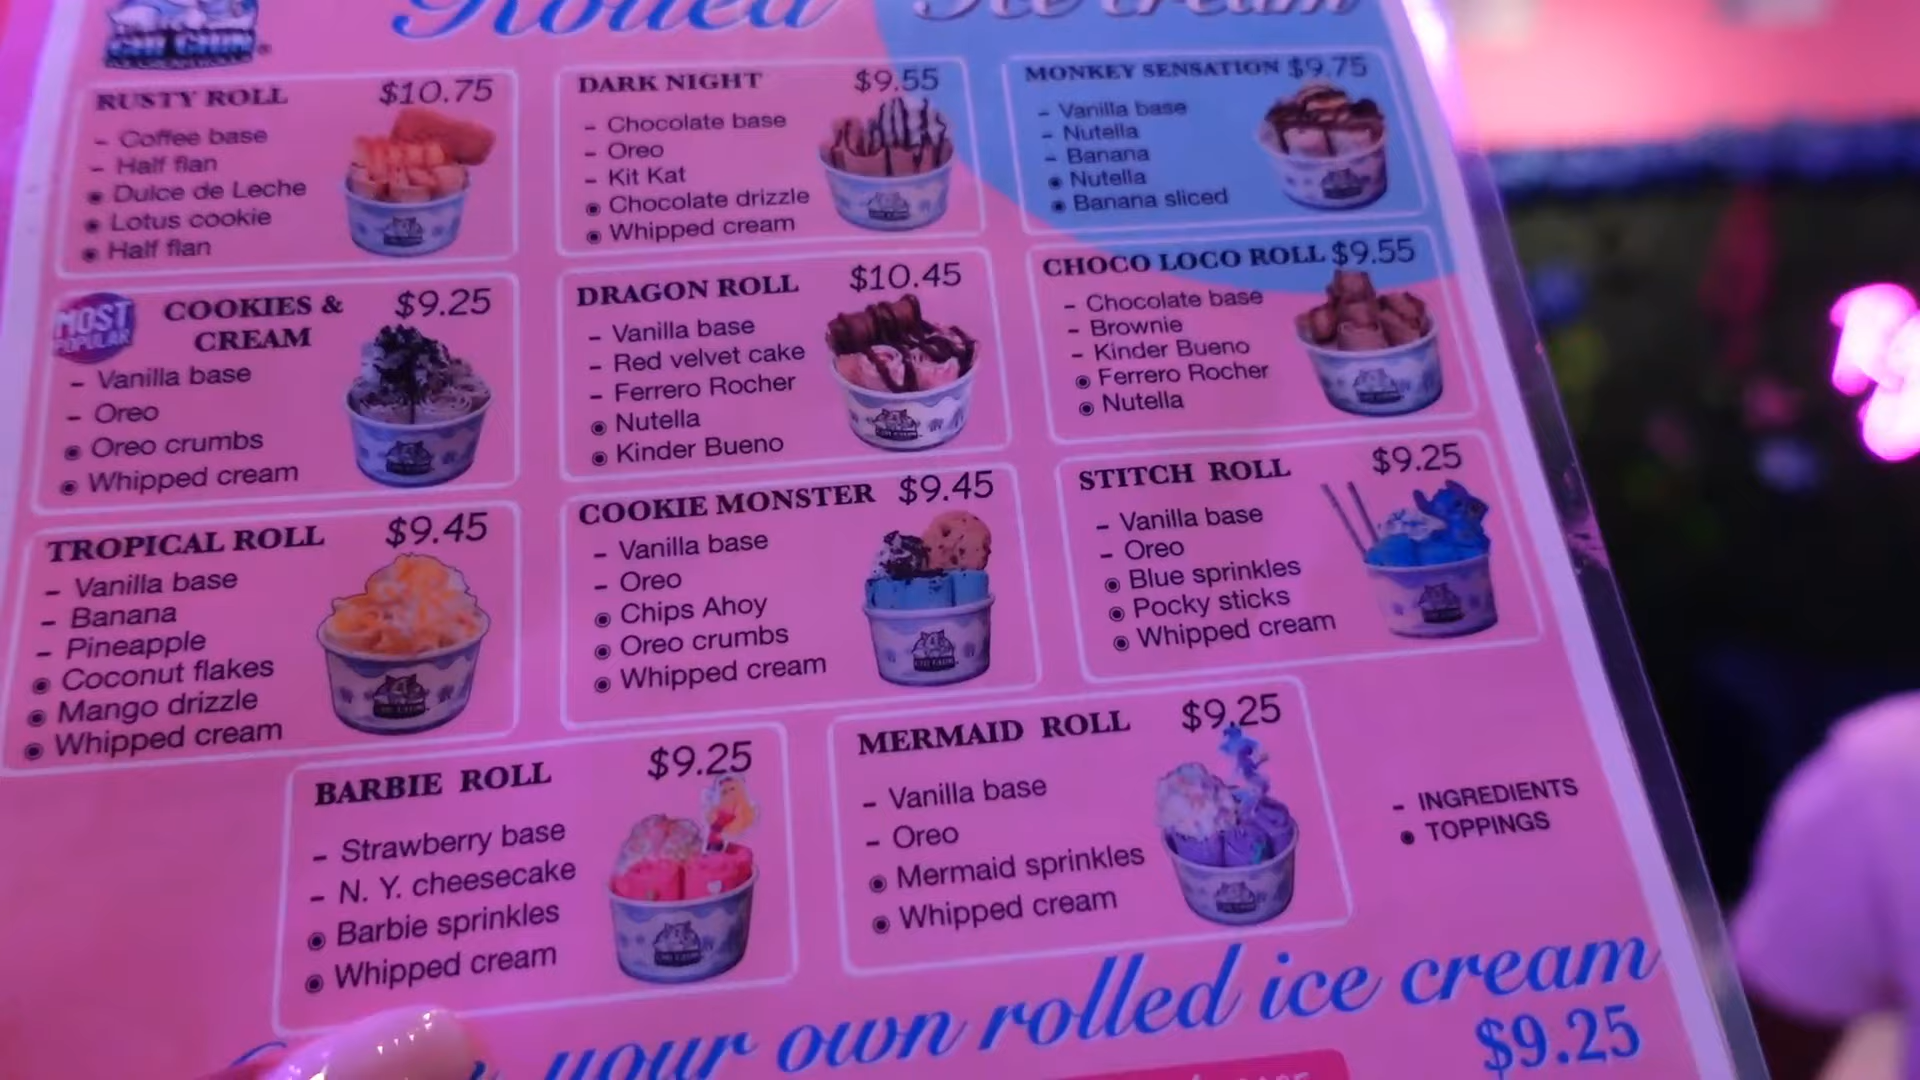 CHI CHUN
Rolled Ice cream
RUSTY ROLL $10.75
- Coffee base
- Half flan
◉ Dulce de Leche
◉ Lotus cookie
◉ Half flan
DARK NIGHT $9.55
- Chocolate base
- Oreo
- Kit Kat
◉ Chocolate drizzle
◉ Whipped cream
MONKEY SENSATION $9.75
- Vanilla base
- Nutella
- Banana
◉ Nutella
◉ Banana sliced
MOST
POPULAR
COOKIES & $9.25
CREAM
- Vanilla base
- Oreo
◉ Oreo crumbs
◉ Whipped cream
DRAGON ROLL $10.45
- Vanilla base
- Red velvet cake
- Ferrero Rocher
◉ Nutella
◉ Kinder Bueno
CHOCO LOCO ROLL $9.55
- Chocolate base
- Brownie
- Kinder Bueno
◉ Ferrero Rocher
◉ Nutella
TROPICAL ROLL $9.45
- Vanilla base
- Banana
- Pineapple
◉ Coconut flakes
◉ Mango drizzle
◉ Whipped cream
COOKIE MONSTER $9.45
- Vanilla base
- Oreo
◉ Chips Ahoy
◉ Oreo crumbs
◉ Whipped cream
STITCH ROLL $9.25
- Vanilla base
- Oreo
◉ Blue sprinkles
◉ Pocky sticks
◉ Whipped cream
BARBIE ROLL $9.25
- Strawberry base
- N. Y. cheesecake
◉ Barbie sprinkles
◉ Whipped cream
MERMAID ROLL $9.25
- Vanilla base
- Oreo
◉ Mermaid sprinkles
◉ Whipped cream
- INGREDIENTS
● TOPPINGS
your own rolled ice cream
$9.25